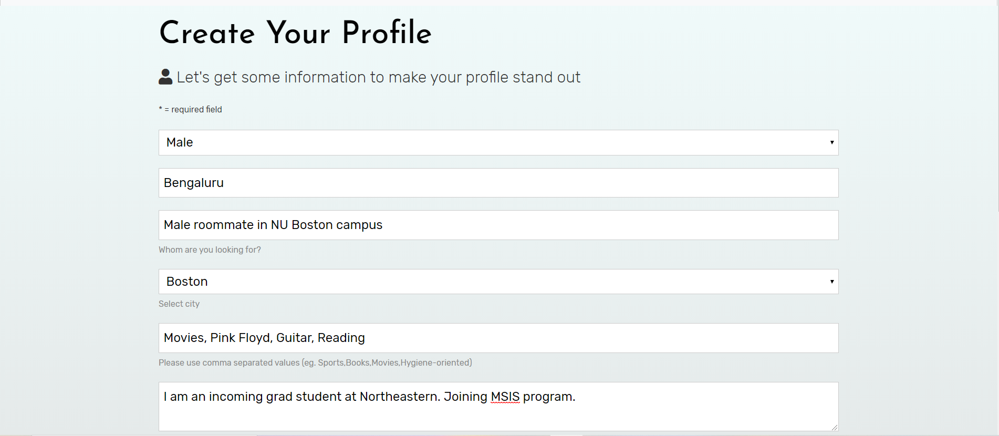 Create Your Profile
Let's get some information to make your profile stand out
* = required field
Male
Bengaluru
Male roommate in NU Boston campus
Whom are you looking for?
Boston
Select city
Movies, Pink Floyd, Guitar, Reading
Please use comma separated values (eg. Sports,Books,Movies,Hygiene-oriented)
I am an incoming grad student at Northeastern. Joining MSIS program.